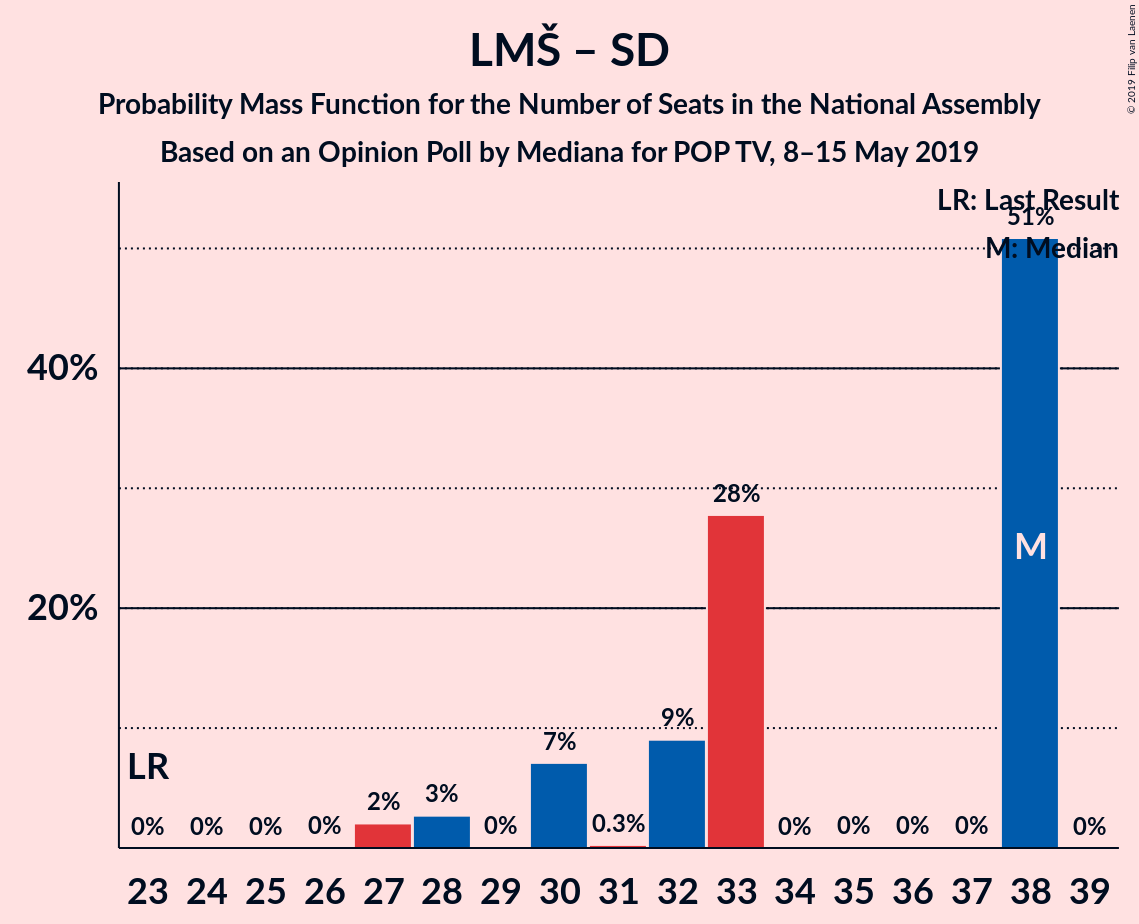 LMŠ – SD
Probability Mass Function for the Number of Seats in the National Assembly
Based on an Opinion Poll by Mediana for POP TV, 8–15 May 2019
© 2019 Filip van Laenen
LR: Last Result
51%
M: Median
40%
28%
M
20%
9%
7%
LR
2%
3%
0.3%
0% 0% 0% 0% 0% 0% 0% 0% 0% 0%
23 24 25 26 27 28 29 30 31 32 33 34 35 36 37 38 39